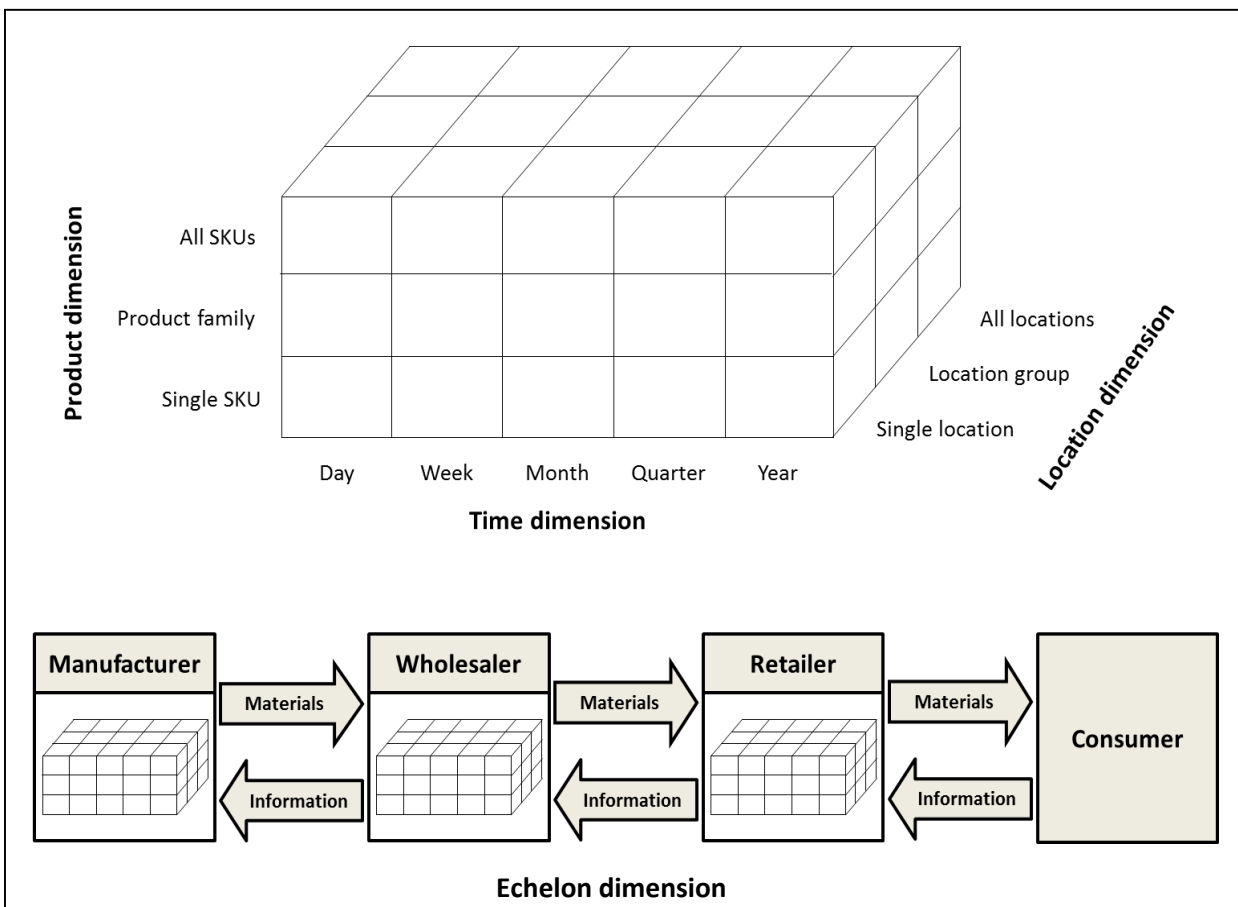 Product dimension
All SKUs
Product family
Single SKU
Day Week Month Quarter Year
Time dimension
All locations
Location group
Single location
Location dimension
Manufacturer
Materials
Information
Wholesaler
Materials
Information
Retailer
Materials
Information
Consumer
Echelon dimension